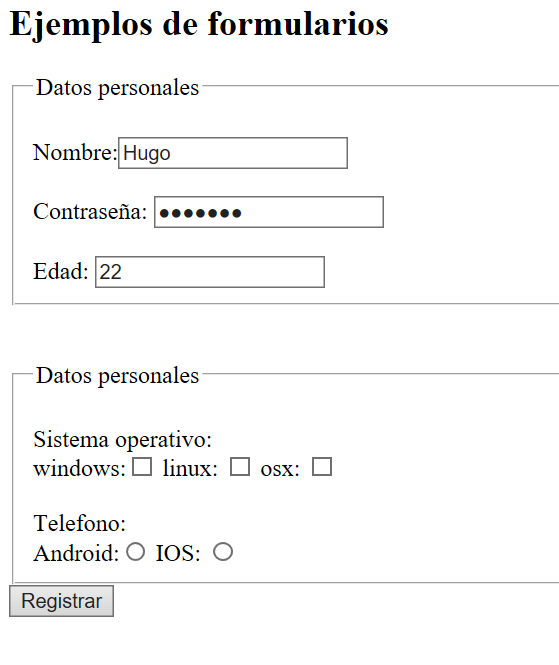 Ejemplos de formularios
Datos personales
Nombre: Hugo
Contraseña: •••••••
Edad: 22
Datos personales
Sistema operativo:
windows: linux: osx:
Telefono:
Android: IOS:
Registrar